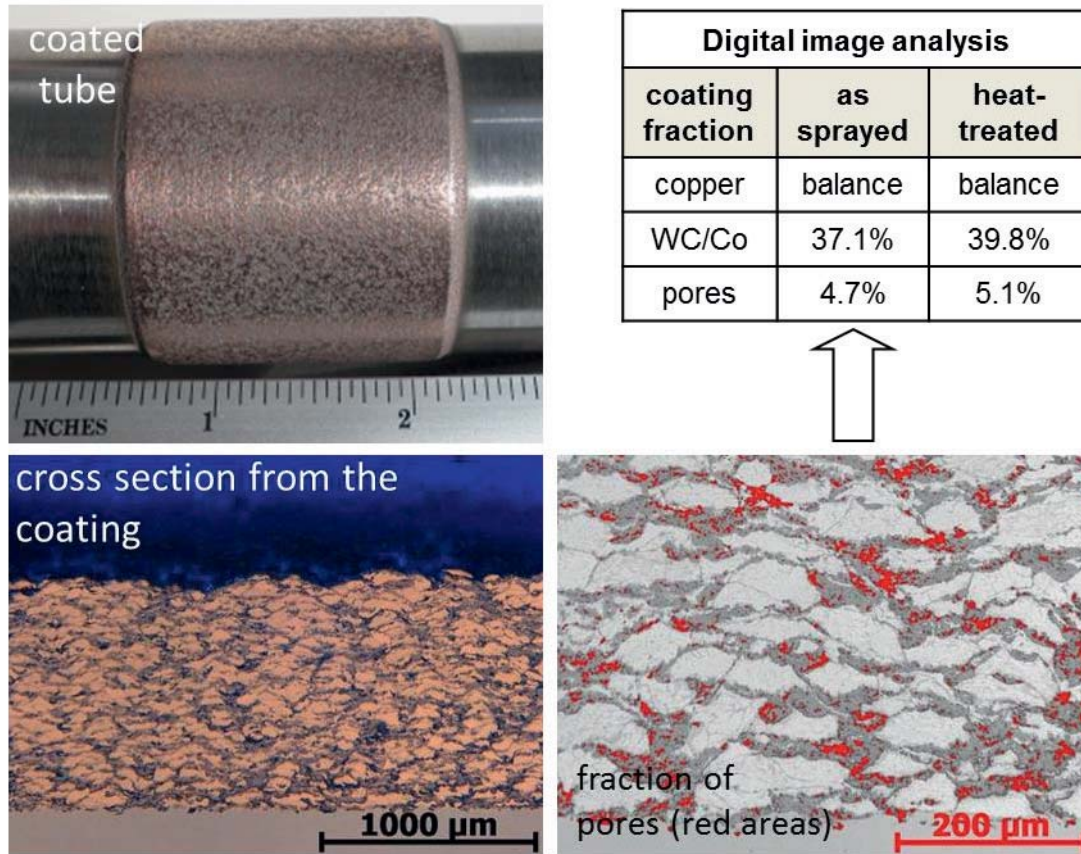 coated
tube
INCHES 1 2
Digital image analysis
coating fraction as sprayed heat-treated
copper balance balance
WC/Co 37.1% 39.8%
pores 4.7% 5.1%
cross section from the
coating
1000 µm
fraction of
pores (red areas)
200 µm